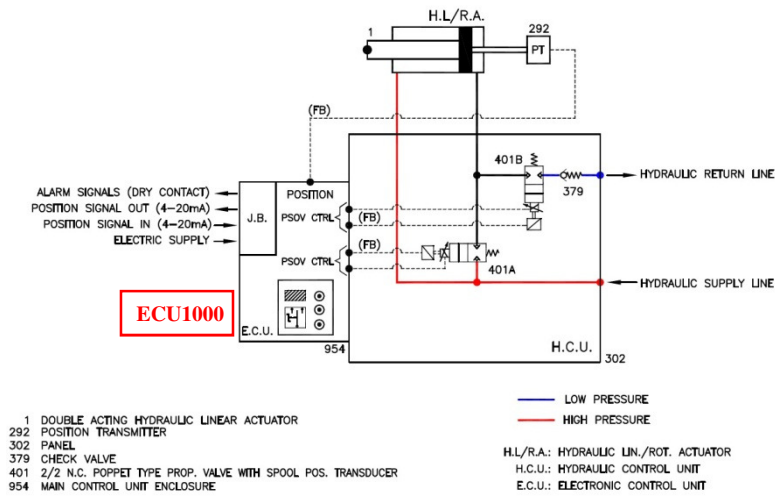 H.L/R.A.
1
292
PT
(FB)
401B
379
HYDRAULIC RETURN LINE
ALARM SIGNALS (DRY CONTACT)
POSITION SIGNAL OUT (4-20mA)
POSITION SIGNAL IN (4-20mA)
ELECTRIC SUPPLY
J.B.
POSITION
PSOV CTRL
(FB)
(FB)
PSOV CTRL
401A
HYDRAULIC SUPPLY LINE
ECU1000
E.C.U.
954
H.C.U.
302
LOW PRESSURE
HIGH PRESSURE
1 DOUBLE ACTING HYDRAULIC LINEAR ACTUATOR
292 POSITION TRANSMITTER
302 PANEL
379 CHECK VALVE
401 2/2 N.C. POPPET TYPE PROP. VALVE WITH SPOOL POS. TRANSDUCER
954 MAIN CONTROL UNIT ENCLOSURE
H.L/R.A.: HYDRAULIC LIN./ROT. ACTUATOR
H.C.U.: HYDRAULIC CONTROL UNIT
E.C.U.: ELECTRONIC CONTROL UNIT